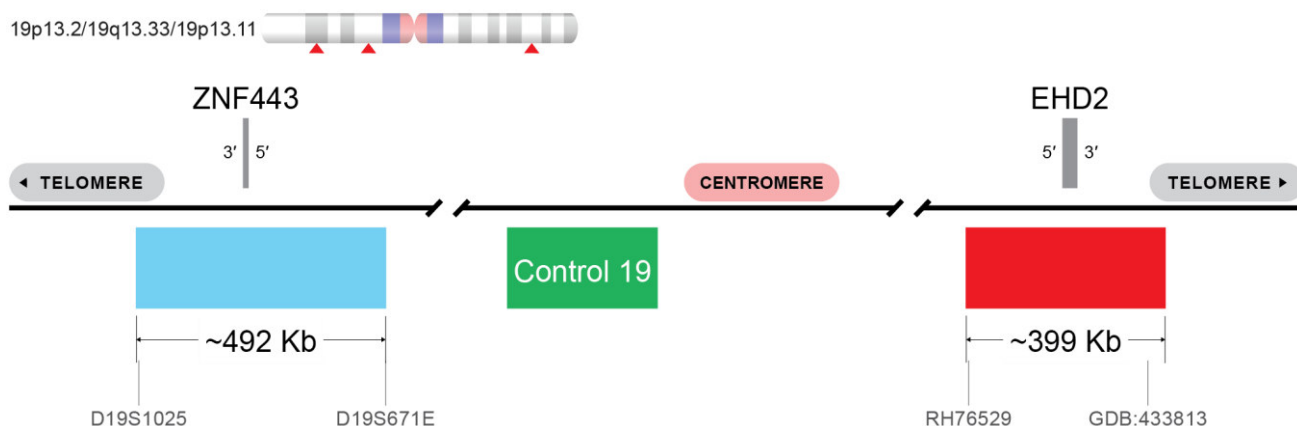 19p13.2/19q13.33/19p13.11
ZNF443
EHD2
3′ 5′
5′ 3′
TELOMERE
CENTROMERE
TELOMERE
Control 19
~492 Kb
~399 Kb
D19S1025
D19S671E
RH76529
GDB:433813